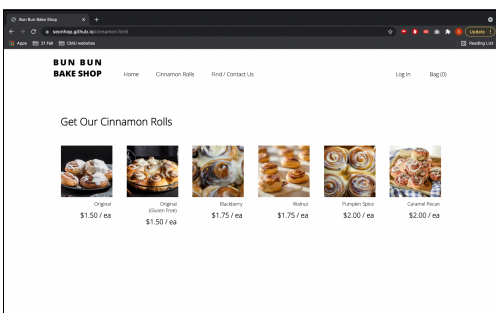 Bun Bun Bake Shop
seonhop.github.io/cinnamon.html
Update
Apps
21 Fall
CMU websites
Reading List
BUN BUN
BAKE SHOP
Home
Cinnamon Rolls
Find / Contact Us
Log In
Bag (0)
Get Our Cinnamon Rolls
Original
$1.50 / ea
Original
(Gluten Free)
$1.50 / ea
Blackberry
$1.75 / ea
Walnut
$1.75 / ea
Pumpkin Spice
$2.00 / ea
Caramel Pecan
$2.00 / ea